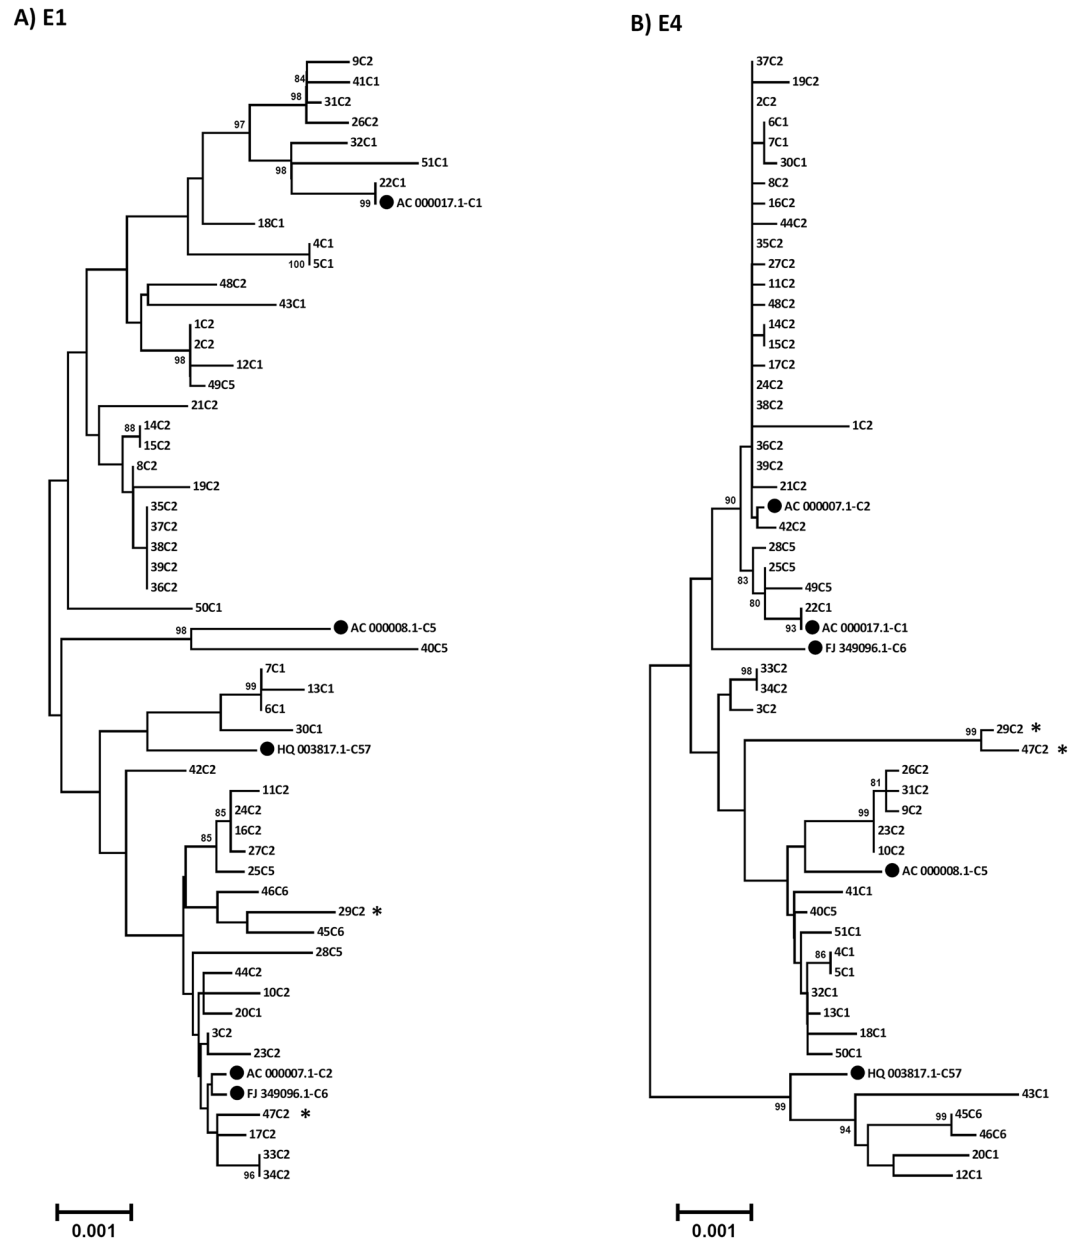 A) E1
9C2
84
41C1
98
31C2
26C2
97
32C1
51C1
98
22C1
99
AC 000017.1-C1
18C1
4C1
5C1
100
48C2
43C1
1C2
2C2
98
12C1
49C5
21C2
88
14C2
15C2
8C2
19C2
35C2
37C2
38C2
39C2
36C2
50C1
98
AC 000008.1-C5
40C5
7C1
99
13C1
6C1
30C1
HQ 003817.1-C57
42C2
11C2
85
24C2
16C2
85
27C2
25C5
46C6
29C2 *
45C6
28C5
44C2
10C2
20C1
3C2
23C2
AC 000007.1-C2
FJ 349096.1-C6
47C2 *
17C2
33C2
96
34C2
0.001
B) E4
37C2
19C2
2C2
6C1
7C1
30C1
8C2
16C2
44C2
35C2
27C2
11C2
48C2
14C2
15C2
17C2
24C2
38C2
1C2
36C2
39C2
21C2
90
AC 000007.1-C2
42C2
28C5
25C5
83
49C5
80
22C1
93
AC 000017.1-C1
FJ 349096.1-C6
33C2
98
34C2
3C2
29C2 *
99
47C2 *
26C2
81
31C2
9C2
99
23C2
10C2
AC 000008.1-C5
41C1
40C5
51C1
4C1
86
5C1
32C1
13C1
18C1
50C1
HQ 003817.1-C57
99
43C1
45C6
99
94
46C6
20C1
12C1
0.001